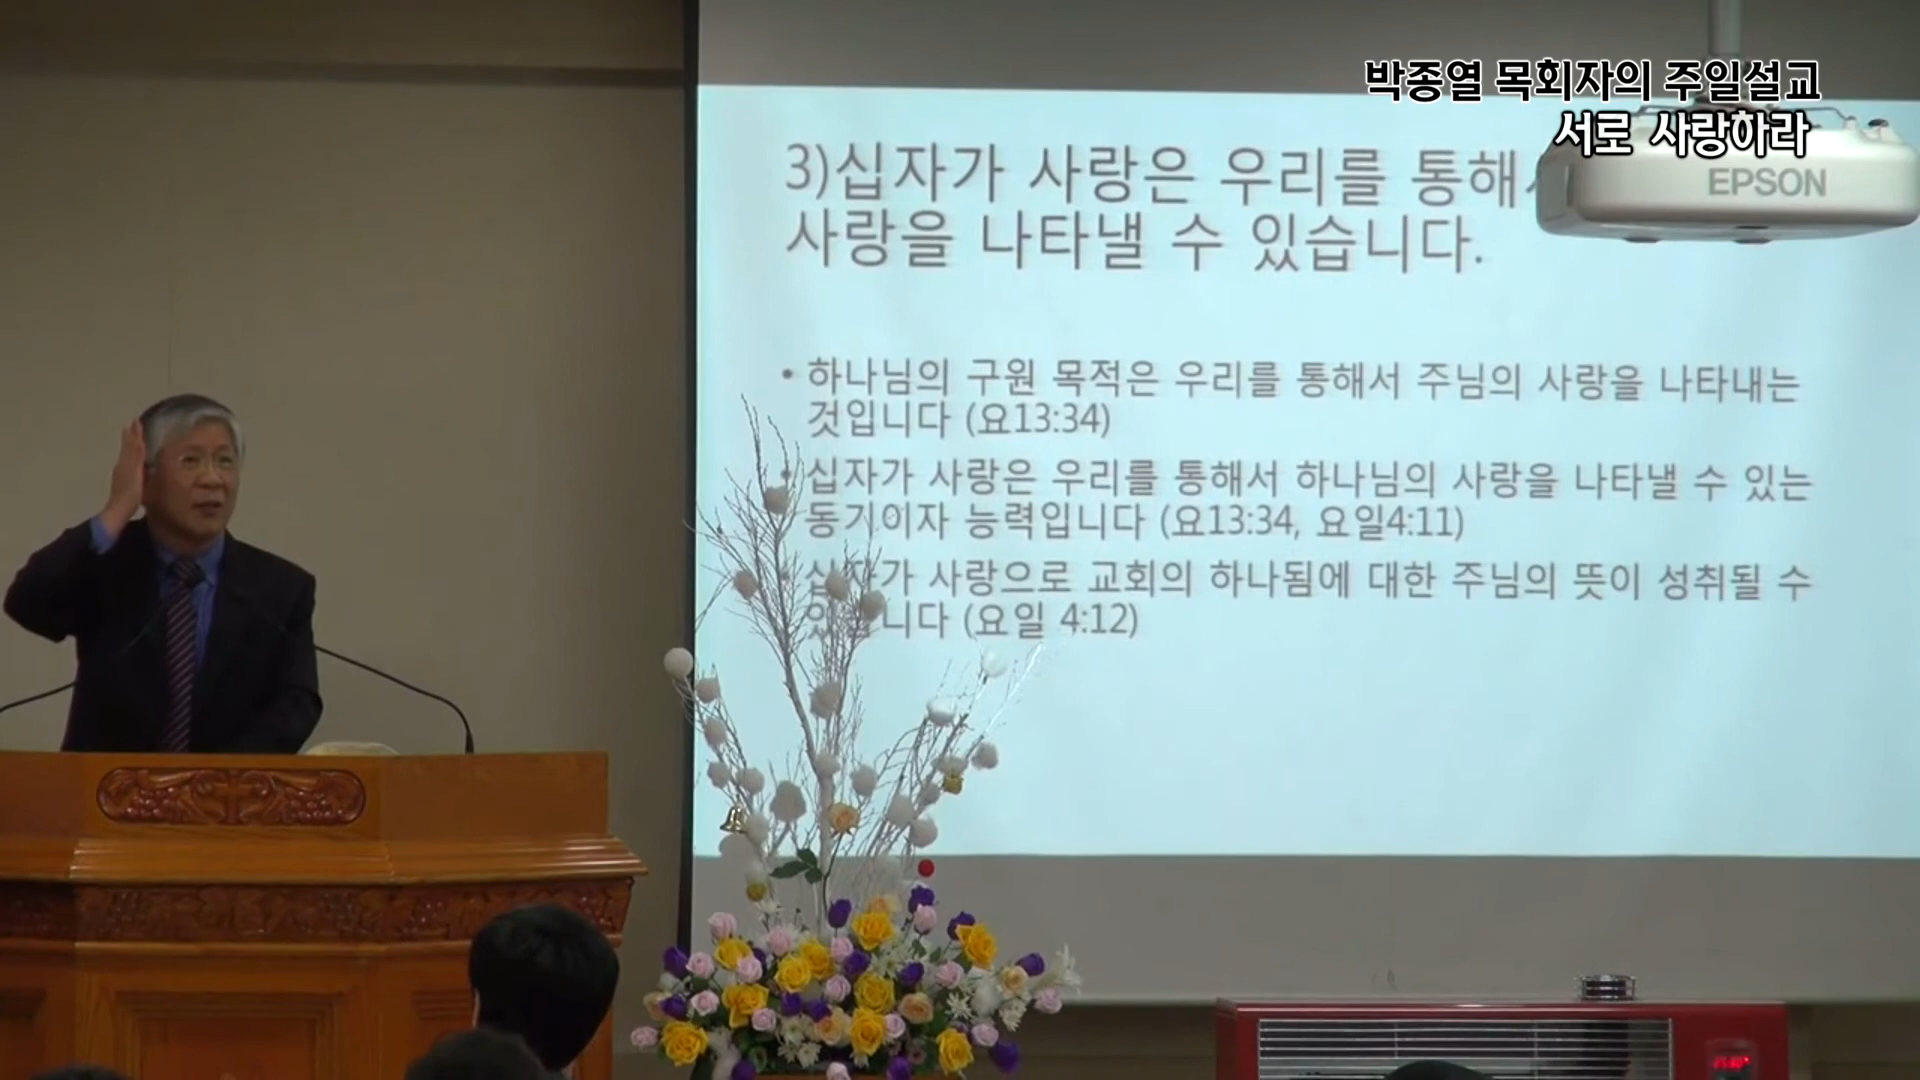 박종열 목회자의 주일설교
서로 사랑하라
EPSON
3)십자가 사랑은 우리를 통해
사랑을 나타낼 수 있습니다.
• 하나님의 구원 목적은 우리를 통해서 주님의 사랑을 나타내는
것입니다 (요13:34)
• 십자가 사랑은 우리를 통해서 하나님의 사랑을 나타낼 수 있는
동기이자 능력입니다 (요13:34, 요일4:11)
• 십자가 사랑으로 교회의 하나됨에 대한 주님의 뜻이 성취될 수
있습니다 (요일 4:12)